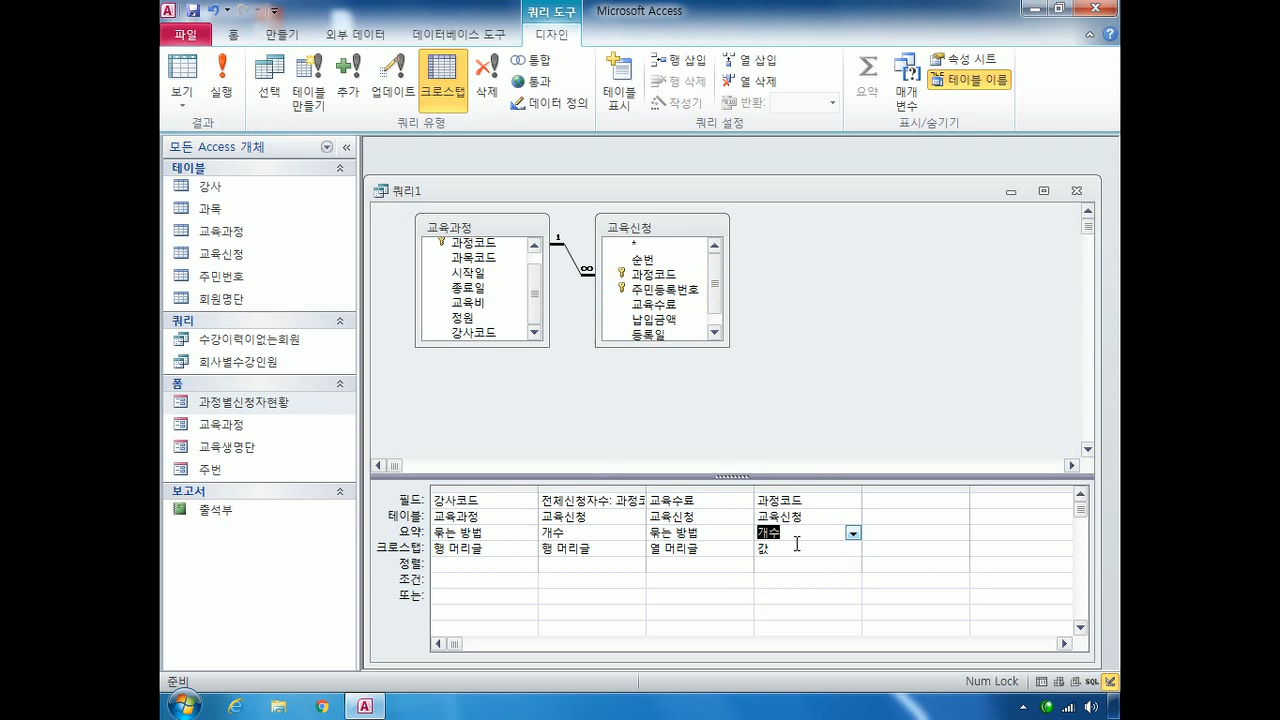 쿼리 도구
Microsoft Access
파일
홈
만들기
외부 데이터
데이터베이스 도구
디자인
보기
실행
결과
선택
테이블
만들기
추가
업데이트
크로스탭
삭제
통합
통과
데이터 정의
쿼리 유형
테이블
표시
행 삽입
행 삭제
작성기
열 삽입
열 삭제
반환:
쿼리 설정
요약
매개
변수
속성 시트
테이블 이름
표시/숨기기
모든 Access 개체
테이블
강사
과목
교육과정
교육신청
주민번호
회원명단
쿼리
수강이력이없는회원
회사별수강인원
폼
과정별신청자현황
교육과정
교육생명단
주번
보고서
출석부
쿼리1
교육과정
과정코드
과목코드
시작일
종료일
교육비
정원
강사코드
1
∞
교육신청
*
순번
과정코드
주민등록번호
교육수료
납입금액
등록일
필드: 강사코드 전체신청자수: 과정코 교육수료 과정코드
테이블: 교육과정 교육신청 교육신청 교육신청
요약: 묶는 방법 개수 묶는 방법 개수
크로스탭: 행 머리글 행 머리글 열 머리글 값
정렬:
조건:
또는:
준비
Num Lock
SQL